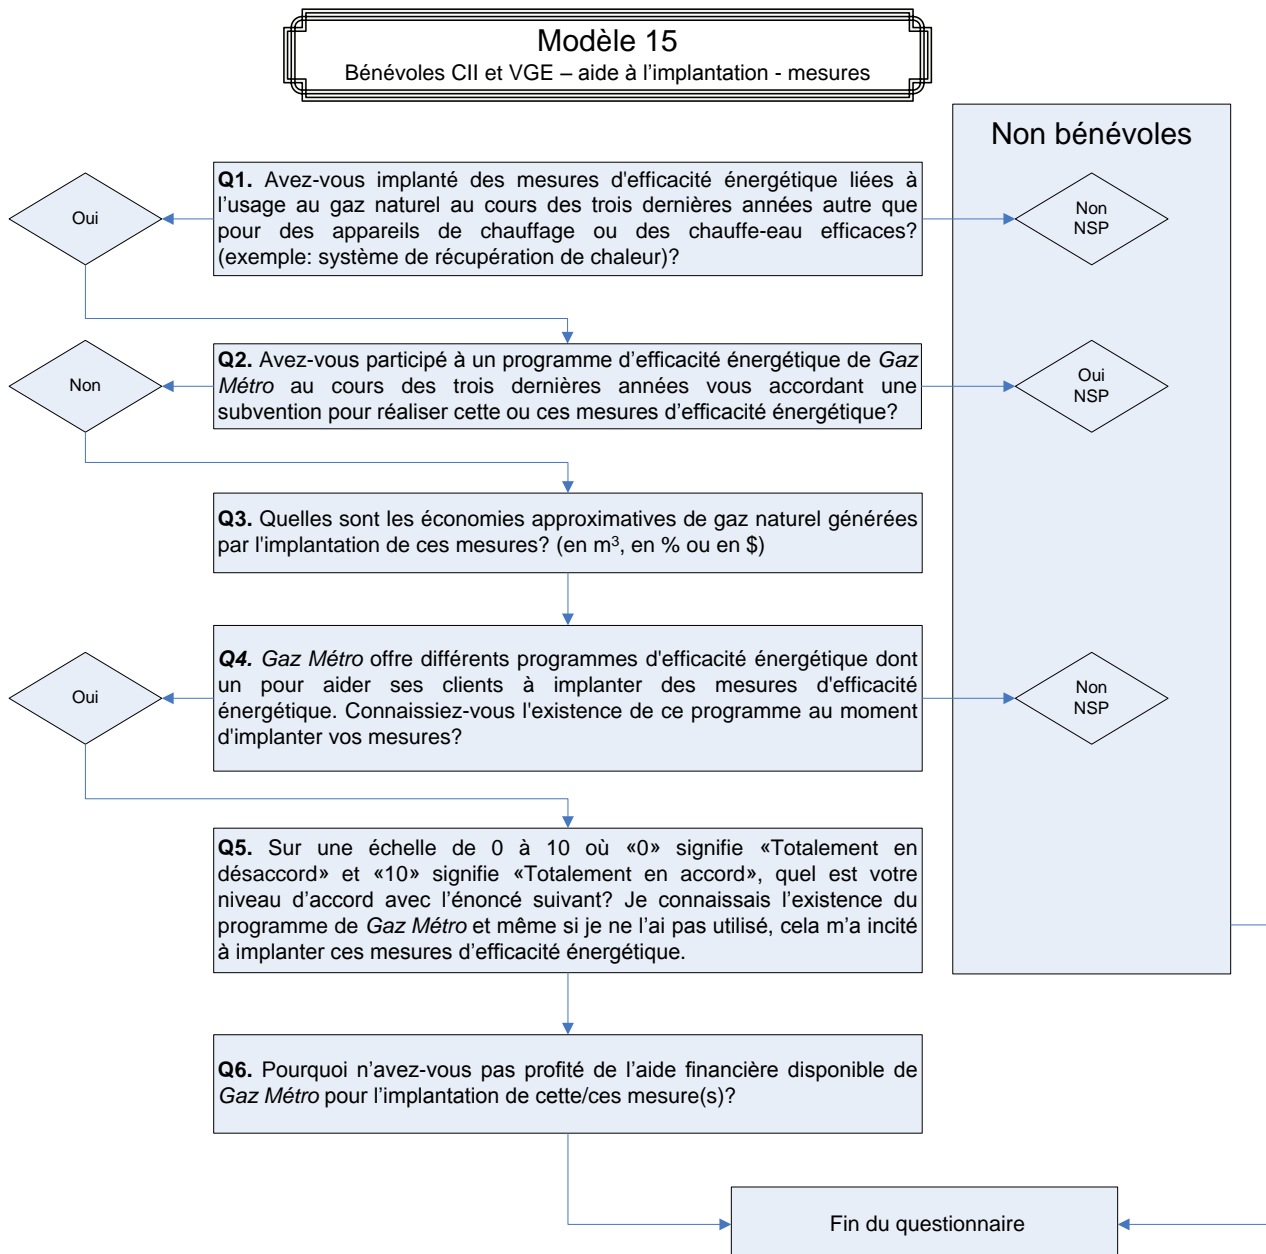 Modèle 15
Bénévoles CII et VGE – aide à l'implantation - mesures
Non bénévoles
Oui
Q1. Avez-vous implanté des mesures d'efficacité énergétique liées à
l'usage au gaz naturel au cours des trois dernières années autre que
pour des appareils de chauffage ou des chauffe-eau efficaces?
(exemple: système de récupération de chaleur)?
Non
NSP
Non
Q2. Avez-vous participé à un programme d'efficacité énergétique de Gaz
Métro au cours des trois dernières années vous accordant une
subvention pour réaliser cette ou ces mesures d'efficacité énergétique?
Oui
NSP
Q3. Quelles sont les économies approximatives de gaz naturel générées
par l'implantation de ces mesures? (en m³, en % ou en $)
Oui
Q4. Gaz Métro offre différents programmes d'efficacité énergétique dont
un pour aider ses clients à implanter des mesures d'efficacité
énergétique. Connaissiez-vous l'existence de ce programme au moment
d'implanter vos mesures?
Non
NSP
Q5. Sur une échelle de 0 à 10 où «0» signifie «Totalement en
désaccord» et «10» signifie «Totalement en accord», quel est votre
niveau d'accord avec l'énoncé suivant? Je connaissais l'existence du
programme de Gaz Métro et même si je ne l'ai pas utilisé, cela m'a incité
à implanter ces mesures d'efficacité énergétique.
Q6. Pourquoi n'avez-vous pas profité de l'aide financière disponible de
Gaz Métro pour l'implantation de cette/ces mesure(s)?
Fin du questionnaire